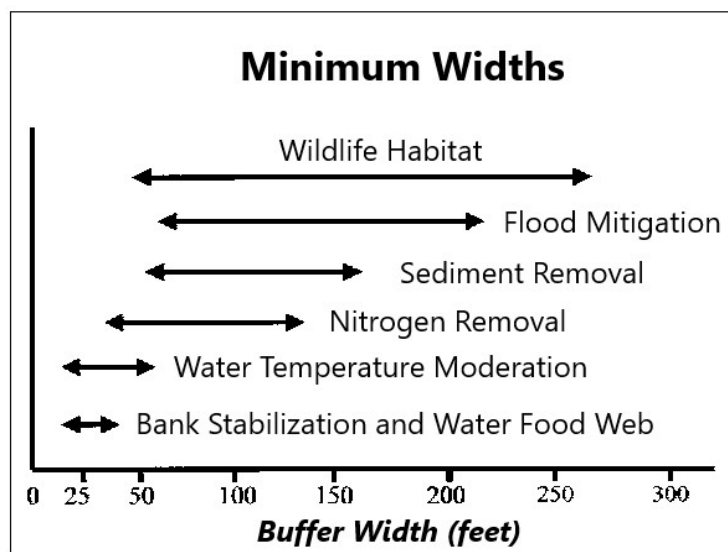 Minimum Widths
Wildlife Habitat
Flood Mitigation
Sediment Removal
Nitrogen Removal
Water Temperature Moderation
Bank Stabilization and Water Food Web
0 25 50 100 150 200 250 300
Buffer Width (feet)